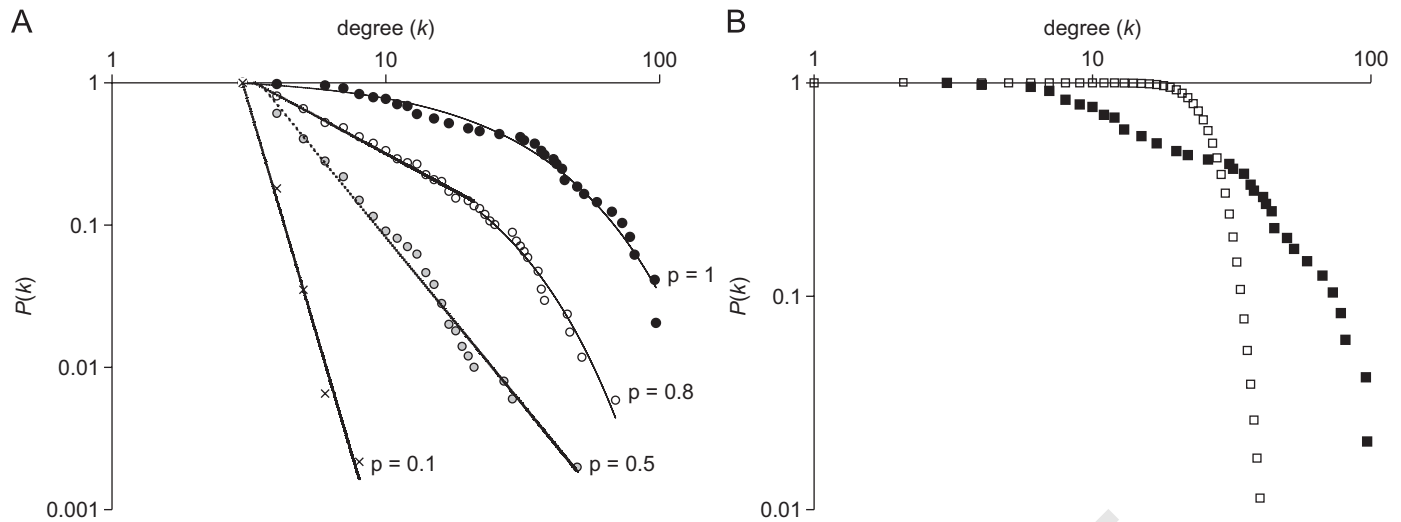 A
degree (k)
1 10 100
1
0.1
0.01
0.001
P(k)
p = 1
p = 0.8
p = 0.5
p = 0.1
B
degree (k)
1 10 100
1
0.1
0.01
P(k)